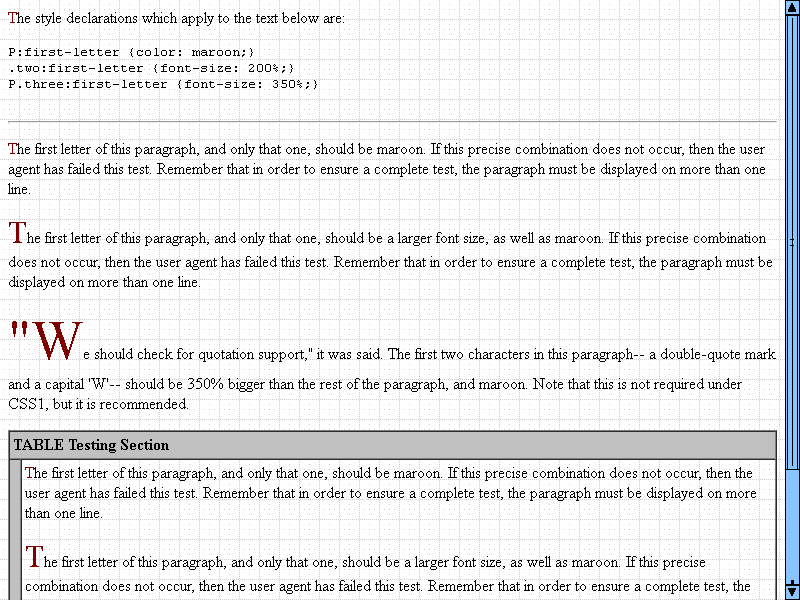 The style declarations which apply to the text below are:
P:first-letter {color: maroon;}
.two:first-letter {font-size: 200%;}
P.three:first-letter {font-size: 350%;}
The first letter of this paragraph, and only that one, should be maroon. If this precise combination does not occur, then the user
agent has failed this test. Remember that in order to ensure a complete test, the paragraph must be displayed on more than one
line.
The first letter of this paragraph, and only that one, should be a larger font size, as well as maroon. If this precise combination
does not occur, then the user agent has failed this test. Remember that in order to ensure a complete test, the paragraph must be
displayed on more than one line.
"We should check for quotation support," it was said. The first two characters in this paragraph-- a double-quote mark
and a capital 'W'-- should be 350% bigger than the rest of the paragraph, and maroon. Note that this is not required under
CSS1, but it is recommended.
TABLE Testing Section
The first letter of this paragraph, and only that one, should be maroon. If this precise combination does not occur, then the
user agent has failed this test. Remember that in order to ensure a complete test, the paragraph must be displayed on more
than one line.
The first letter of this paragraph, and only that one, should be a larger font size, as well as maroon. If this precise
combination does not occur, then the user agent has failed this test. Remember that in order to ensure a complete test, the